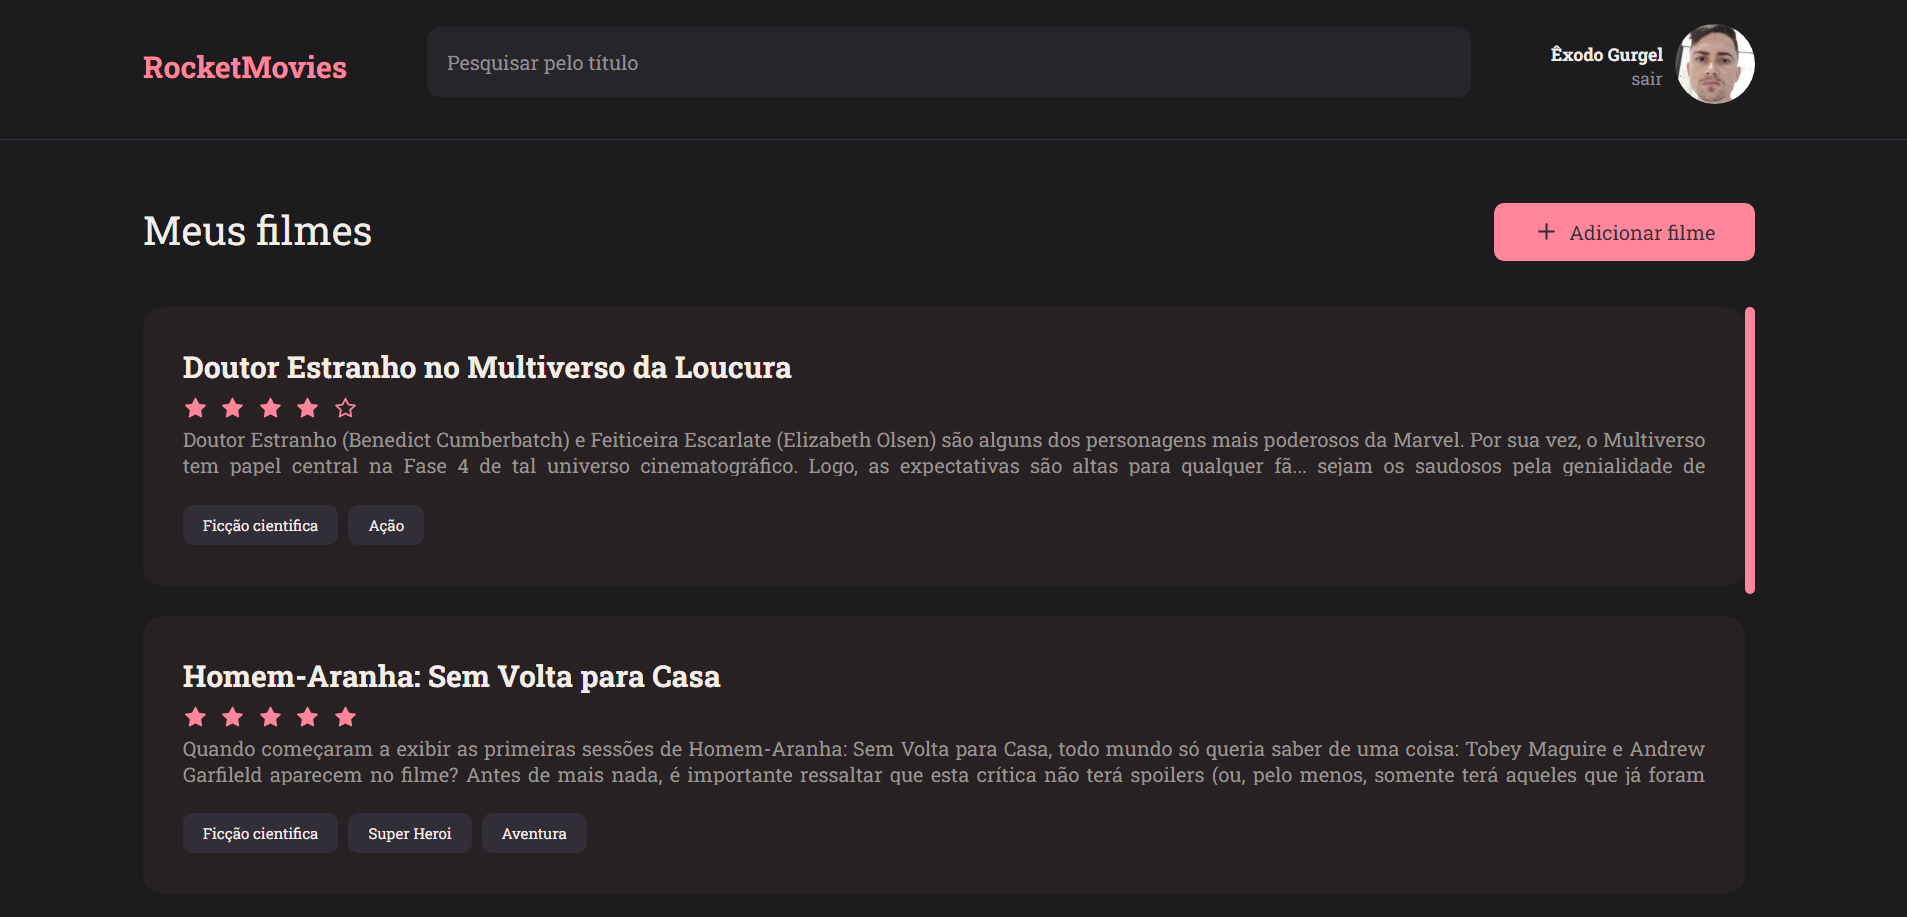 RocketMovies
Pesquisar pelo título
Êxodo Gurgel
sair
Meus filmes
Adicionar filme
Doutor Estranho no Multiverso da Loucura
Doutor Estranho (Benedict Cumberbatch) e Feiticeira Escarlate (Elizabeth Olsen) são alguns dos personagens mais poderosos da Marvel. Por sua vez, o Multiverso
tem papel central na Fase 4 de tal universo cinematográfico. Logo, as expectativas são altas para qualquer fã... sejam os saudosos pela genialidade de
Ficção cientifica
Ação
Homem-Aranha: Sem Volta para Casa
Quando começaram a exibir as primeiras sessões de Homem-Aranha: Sem Volta para Casa, todo mundo só queria saber de uma coisa: Tobey Maguire e Andrew
Garfileld aparecem no filme? Antes de mais nada, é importante ressaltar que esta crítica não terá spoilers (ou, pelo menos, somente terá aqueles que já foram
Ficção cientifica
Super Heroi
Aventura